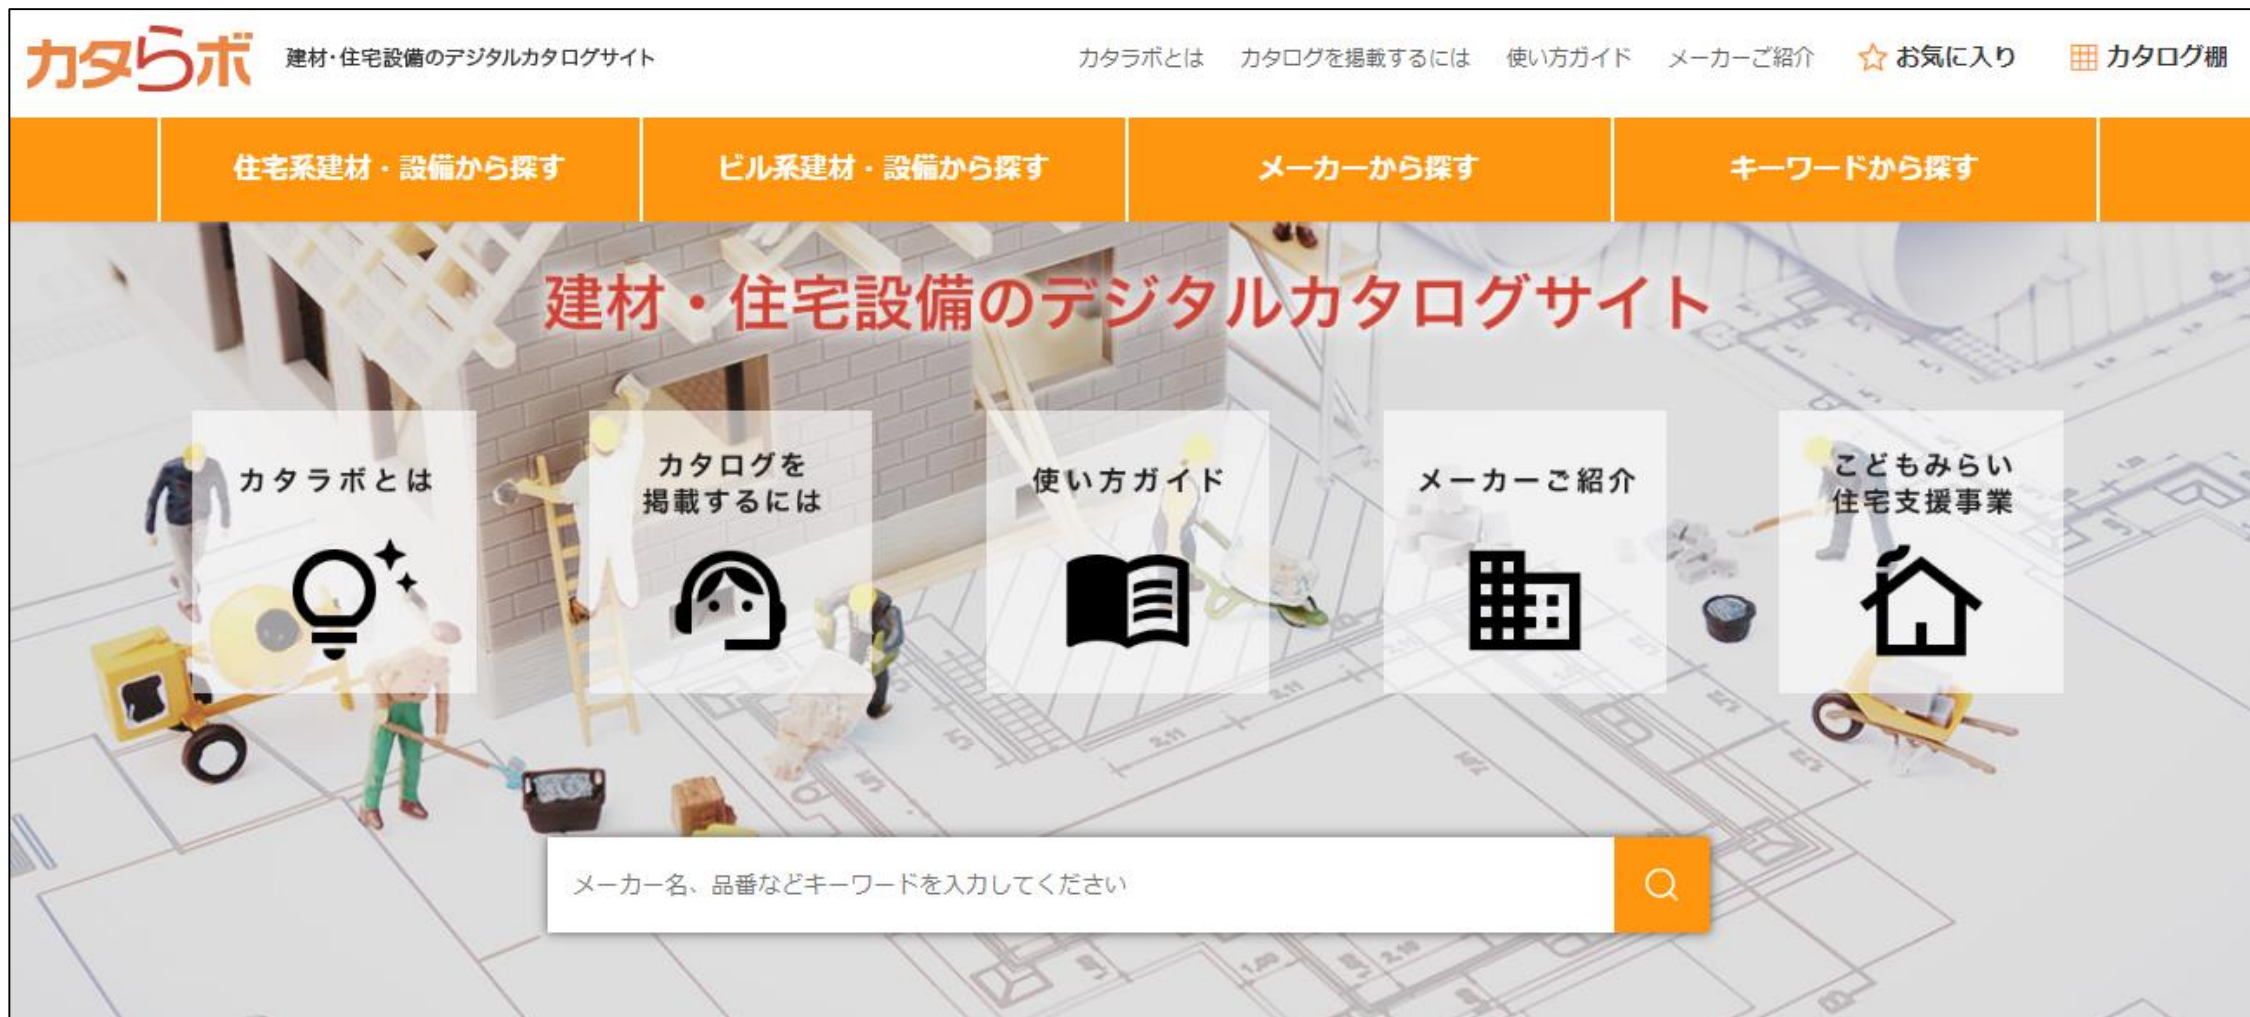 カタらボ
建材・住宅設備のデジタルカタログサイト
カタラボとは
カタログを掲載するには
使い方ガイド
メーカーご紹介
お気に入り
カタログ棚
住宅系建材・設備から探す
ビル系建材・設備から探す
メーカーから探す
キーワードから探す
建材・住宅設備のデジタルカタログサイト
カタラボとは
カタログを
掲載するには
使い方ガイド
メーカーご紹介
こどもみらい
住宅支援事業
メーカー名、品番などキーワードを入力してください